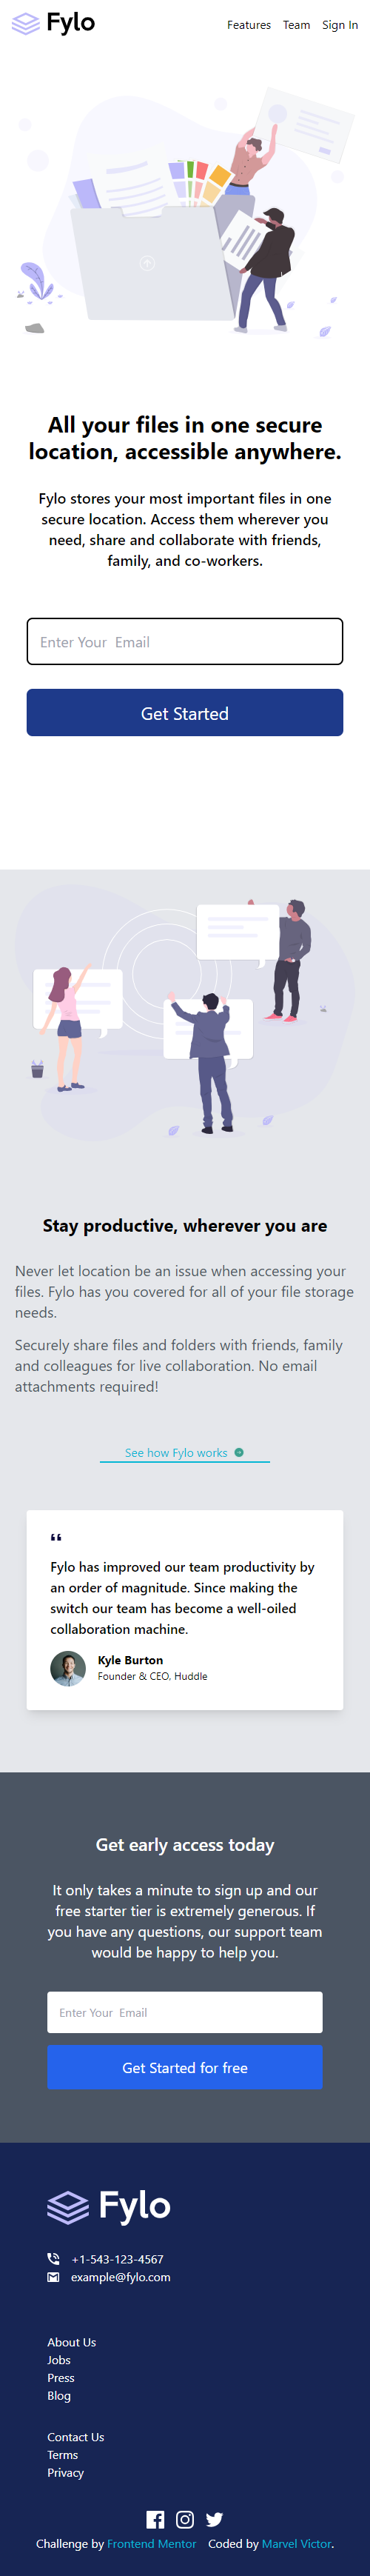 Fylo
Features Team Sign In
All your files in one secure
location, accessible anywhere.
Fylo stores your most important files in one
secure location. Access them wherever you
need, share and collaborate with friends,
family, and co-workers.
Enter Your Email
Get Started
Stay productive, wherever you are
Never let location be an issue when accessing your
files. Fylo has you covered for all of your file storage
needs.
Securely share files and folders with friends, family
and colleagues for live collaboration. No email
attachments required!
See how Fylo works
“
Fylo has improved our team productivity by
an order of magnitude. Since making the
switch our team has become a well-oiled
collaboration machine.
Kyle Burton
Founder & CEO, Huddle
Get early access today
It only takes a minute to sign up and our
free starter tier is extremely generous. If
you have any questions, our support team
would be happy to help you.
Enter Your Email
Get Started for free
Fylo
+1-543-123-4567
example@fylo.com
About Us
Jobs
Press
Blog
Contact Us
Terms
Privacy
Challenge by Frontend Mentor Coded by Marvel Victor.